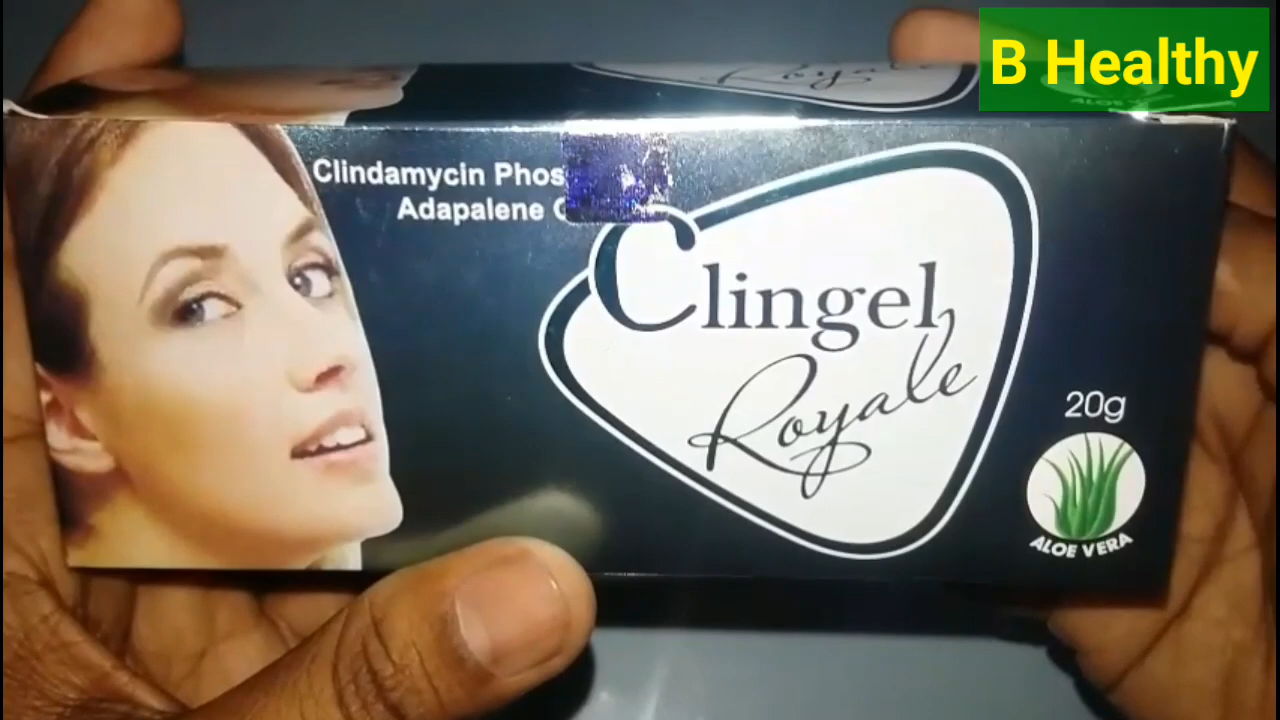 B Healthy
Clindamycin Phos
Adapalene
Clingel
Royale
20g
ALOE VERA